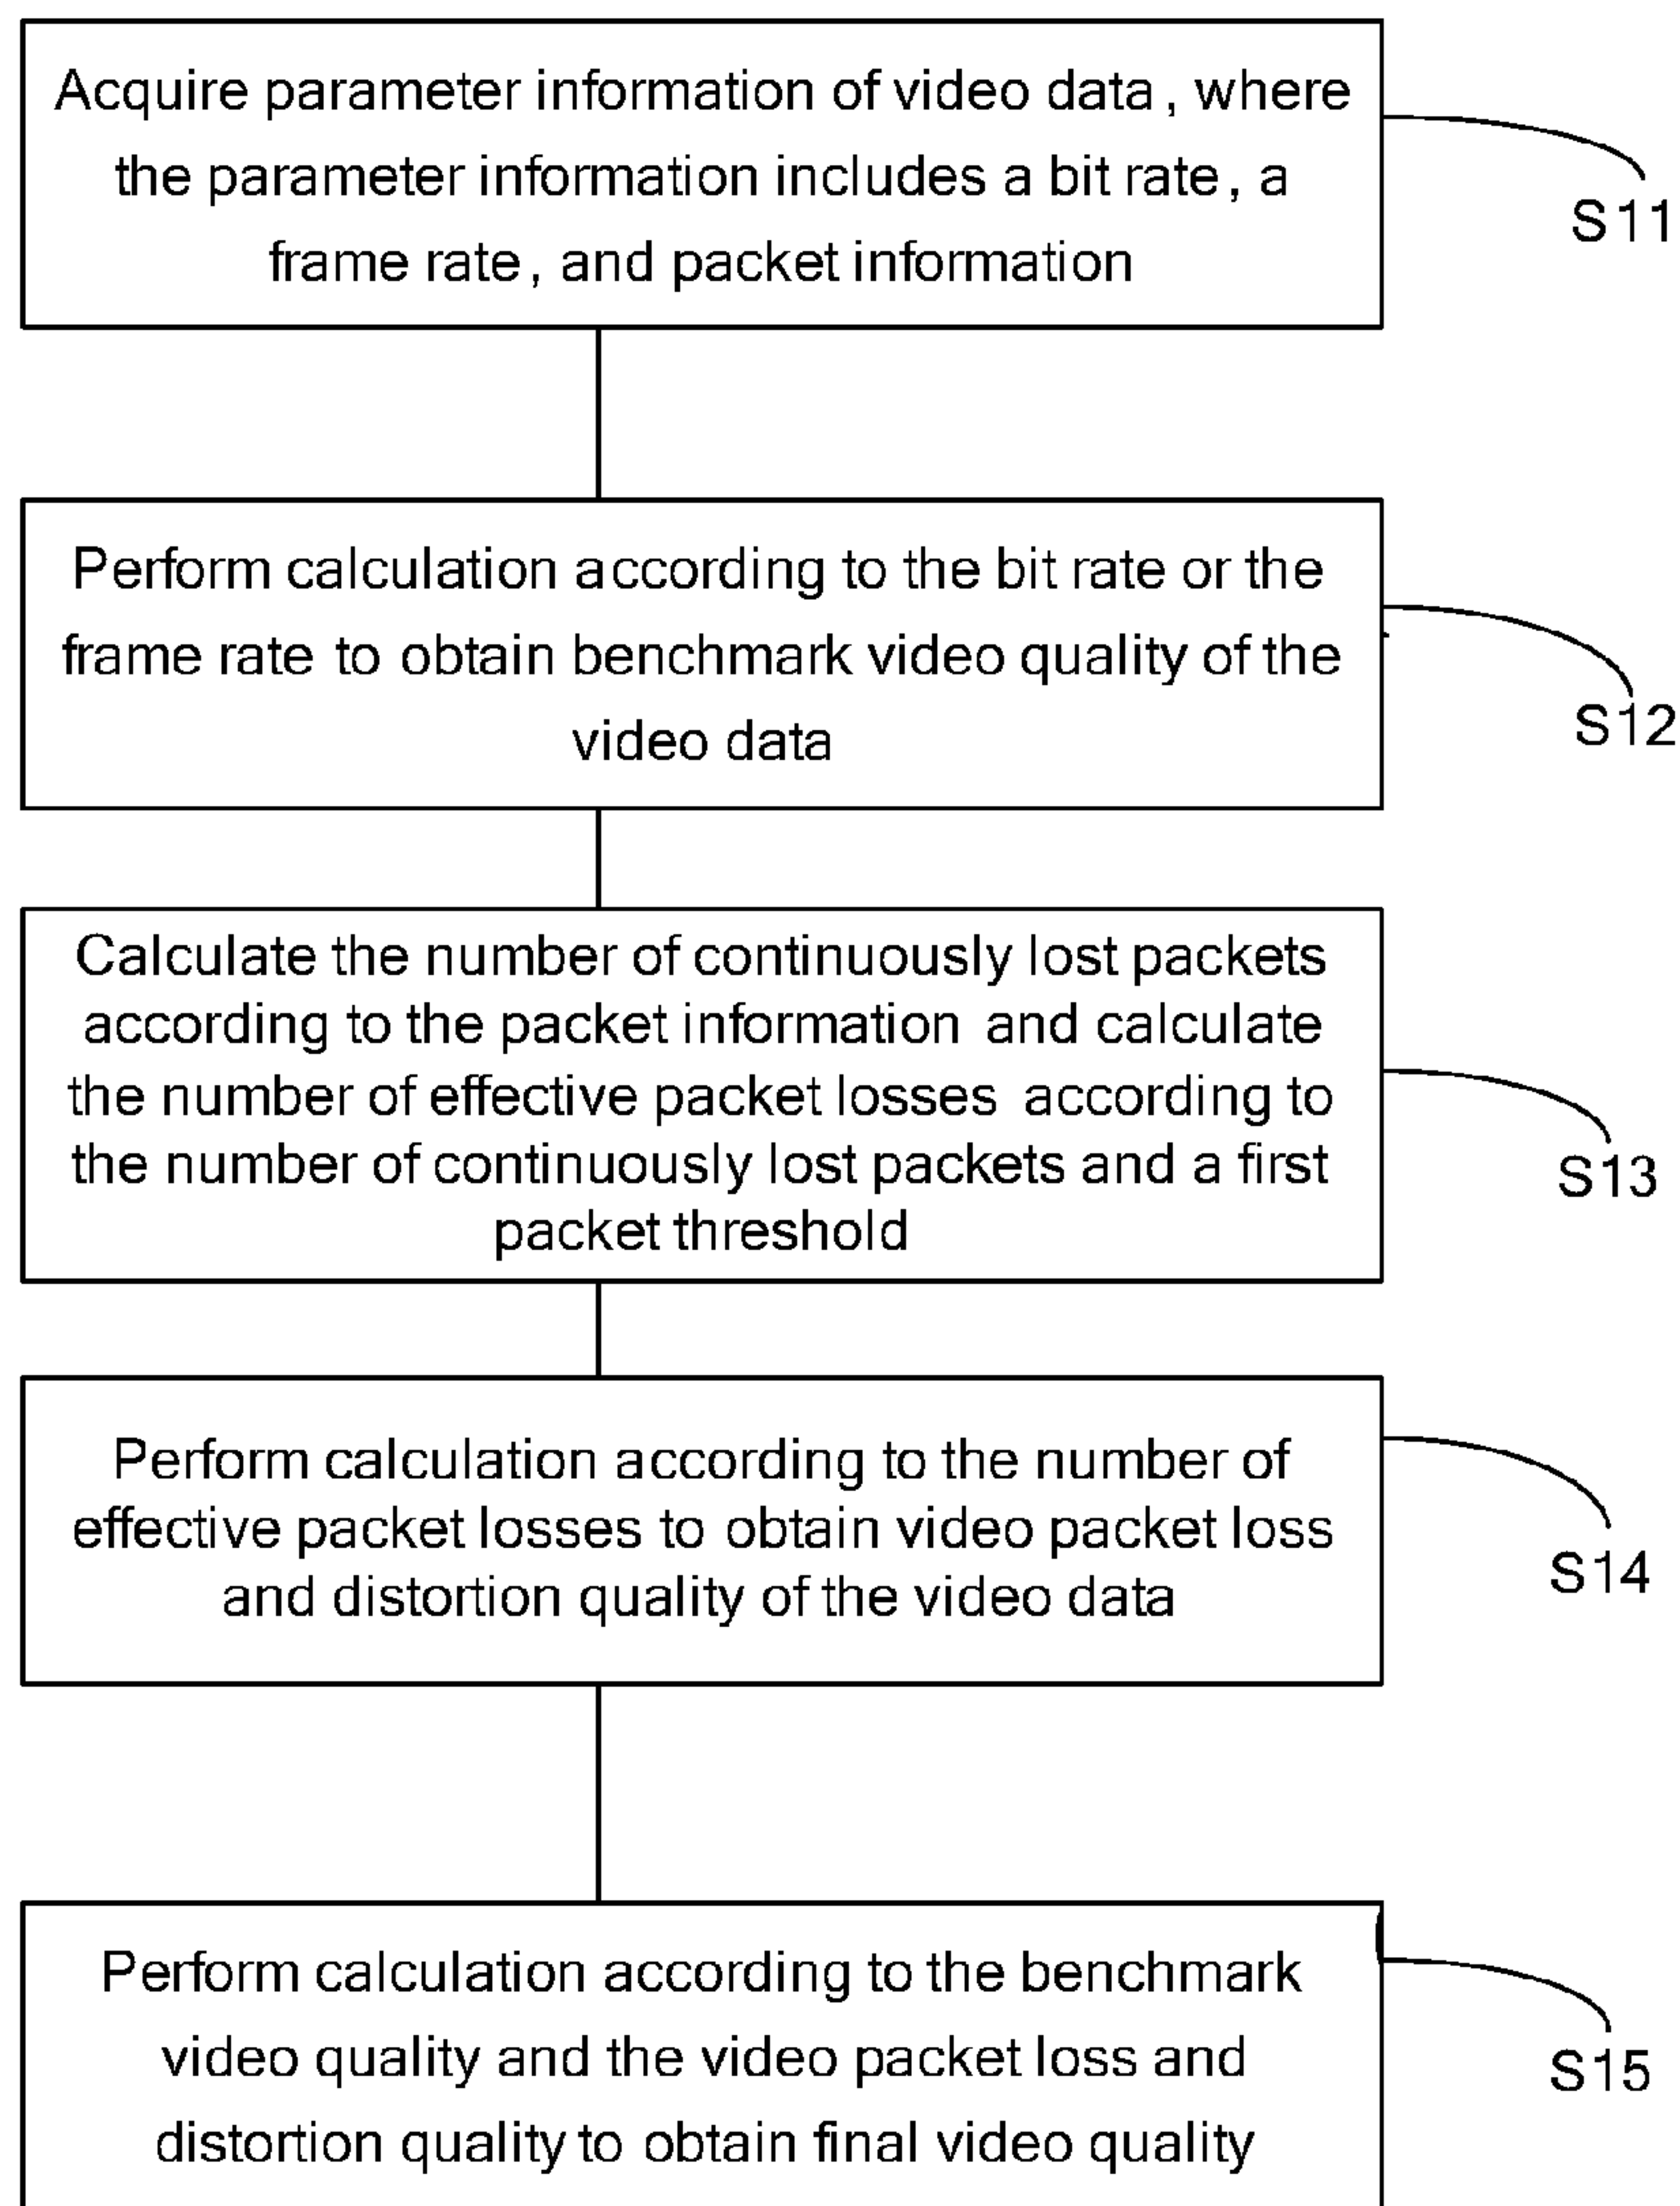 Acquire parameter information of video data, where
the parameter information includes a bit rate, a
frame rate, and packet information
S11
Perform calculation according to the bit rate or the
frame rate to obtain benchmark video quality of the
video data
S12
Calculate the number of continuously lost packets
according to the packet information and calculate
the number of effective packet losses according to
the number of continuously lost packets and a first
packet threshold
S13
Perform calculation according to the number of
effective packet losses to obtain video packet loss
and distortion quality of the video data
S14
Perform calculation according to the benchmark
video quality and the video packet loss and
distortion quality to obtain final video quality
S15